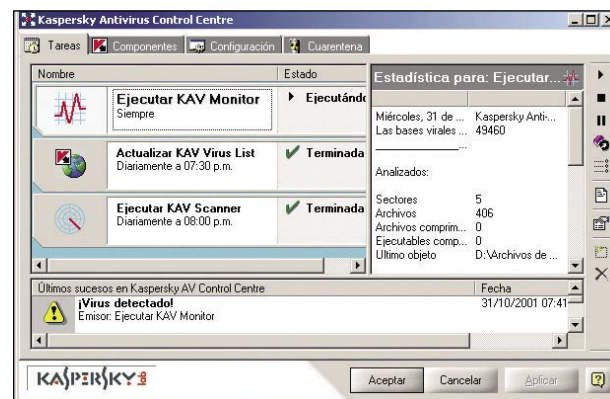 Kaspersky Antivirus Control Centre
Tareas Componentes Configuración Cuarentena
Nombre Estado
Ejecutar KAV Monitor
Siempre
Ejecutánd
Actualizar KAV Virus List
Diariamente a 07:30 p.m.
Terminada
Ejecutar KAV Scanner
Diariamente a 08:00 p.m.
Terminada
Estadística para: Ejecutar...
Miércoles, 31 de ... Kaspersky Anti-...
Las bases virales ... 49460
Analizados:
Sectores 5
Archivos 406
Archivos comprim... 0
Ejecutables comp... 0
Ultimo objeto D:\Archivos de ...
Últimos sucesos en Kaspersky AV Control Centre Fecha
¡Virus detectado! 31/10/2001 07:41
Emisor: Ejecutar KAV Monitor
KASPERSKY
Aceptar Cancelar Aplicar